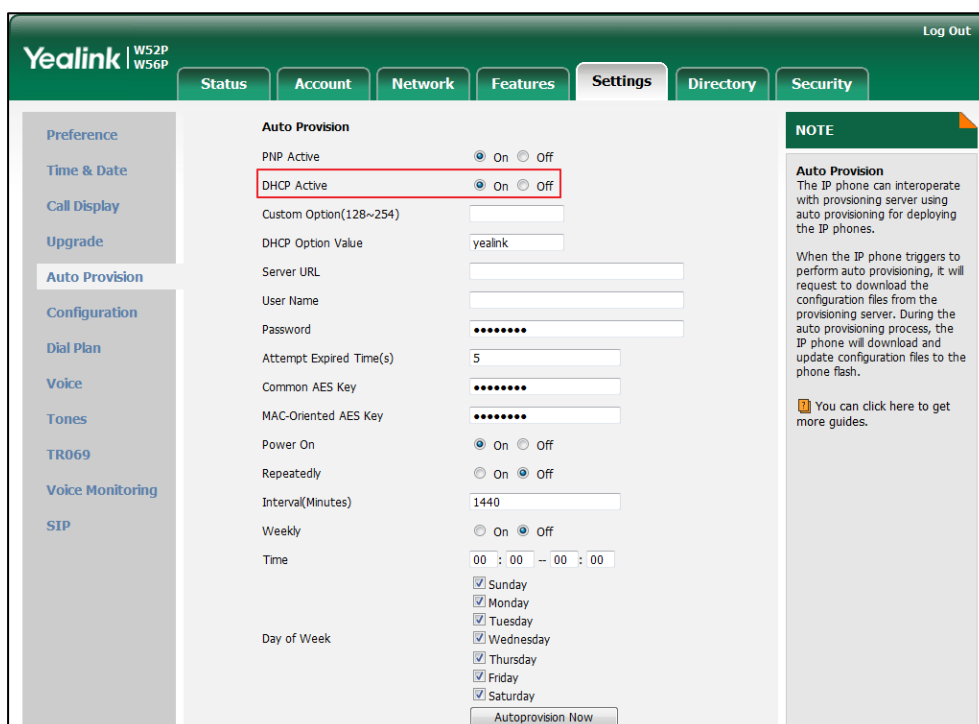 Log Out
Yealink W52P W56P
Status Account Network Features Settings Directory Security
Preference
Time & Date
Call Display
Upgrade
Auto Provision
Configuration
Dial Plan
Voice
Tones
TR069
Voice Monitoring
SIP
Auto Provision
PNP Active On Off
DHCP Active On Off
Custom Option(128~254)
DHCP Option Value yealink
Server URL
User Name
Password ••••••••
Attempt Expired Time(s) 5
Common AES Key ••••••••
MAC-Oriented AES Key ••••••••
Power On On Off
Repeatedly On Off
Interval(Minutes) 1440
Weekly On Off
Time 00 : 00 -- 00 : 00
Day of Week
Sunday
Monday
Tuesday
Wednesday
Thursday
Friday
Saturday
Autoprovision Now
NOTE
Auto Provision
The IP phone can interoperate
with provsioning server using
auto provisioning for deploying
the IP phones.
When the IP phone triggers to
perform auto provisioning, it will
request to download the
configuration files from the
provisioning server. During the
auto provisioning process, the
IP phone will download and
update configuration files to the
phone flash.
You can click here to get
more guides.